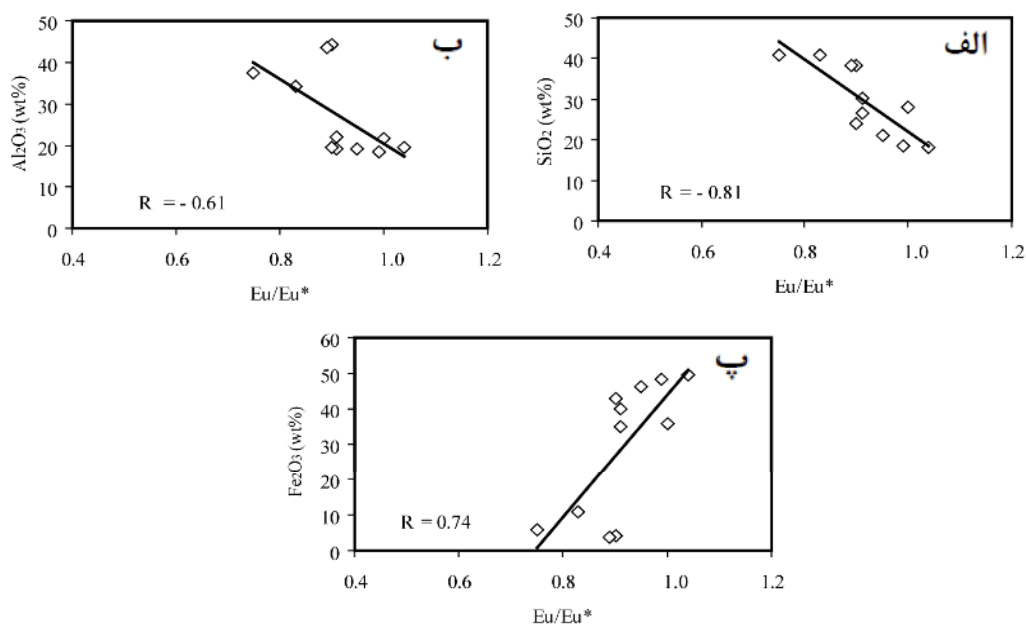 ب
50
40
30
20
10
0
Al₂O₃ (wt%)
R = - 0.61
0.4 0.6 0.8 1.0 1.2
Eu/Eu*
الف
50
40
30
20
10
0
SiO₂ (wt%)
R = - 0.81
0.4 0.6 0.8 1.0 1.2
Eu/Eu*
پ
60
50
40
30
20
10
0
Fe₂O₃ (wt%)
R = 0.74
0.4 0.6 0.8 1.0 1.2
Eu/Eu*